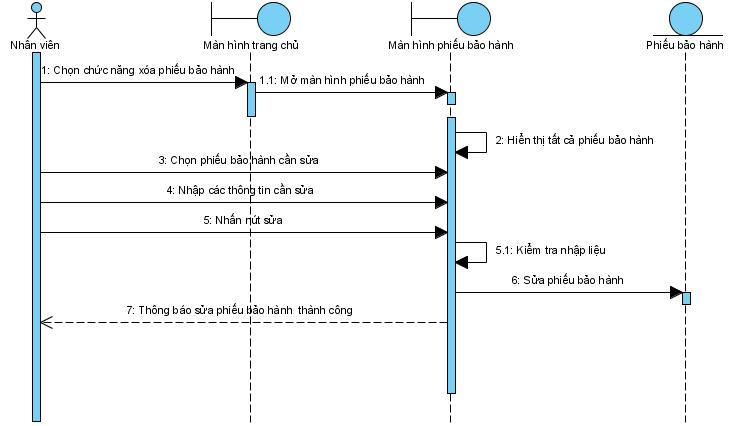 Nhân viên
Màn hình trang chủ
Màn hình phiếu bảo hành
Phiếu bảo hành
1: Chọn chức năng xóa phiếu bảo hành
1.1: Mở màn hình phiếu bảo hành
2: Hiển thị tất cả phiếu bảo hành
3: Chọn phiếu bảo hành cần sửa
4: Nhập các thông tin cần sửa
5: Nhấn nút sửa
5.1: Kiểm tra nhập liệu
6: Sửa phiếu bảo hành
7: Thông báo sửa phiếu bảo hành thành công